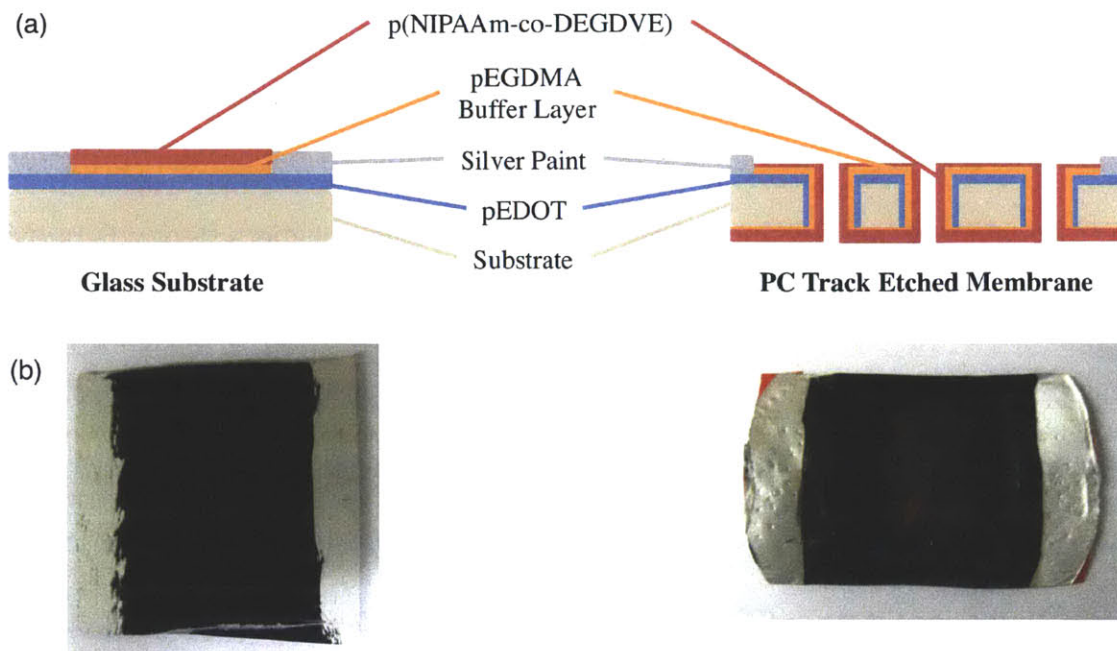 (a)
p(NIPAAm-co-DEGDVE)
pEGDMA
Buffer Layer
Silver Paint
pEDOT
Substrate
Glass Substrate
PC Track Etched Membrane
(b)